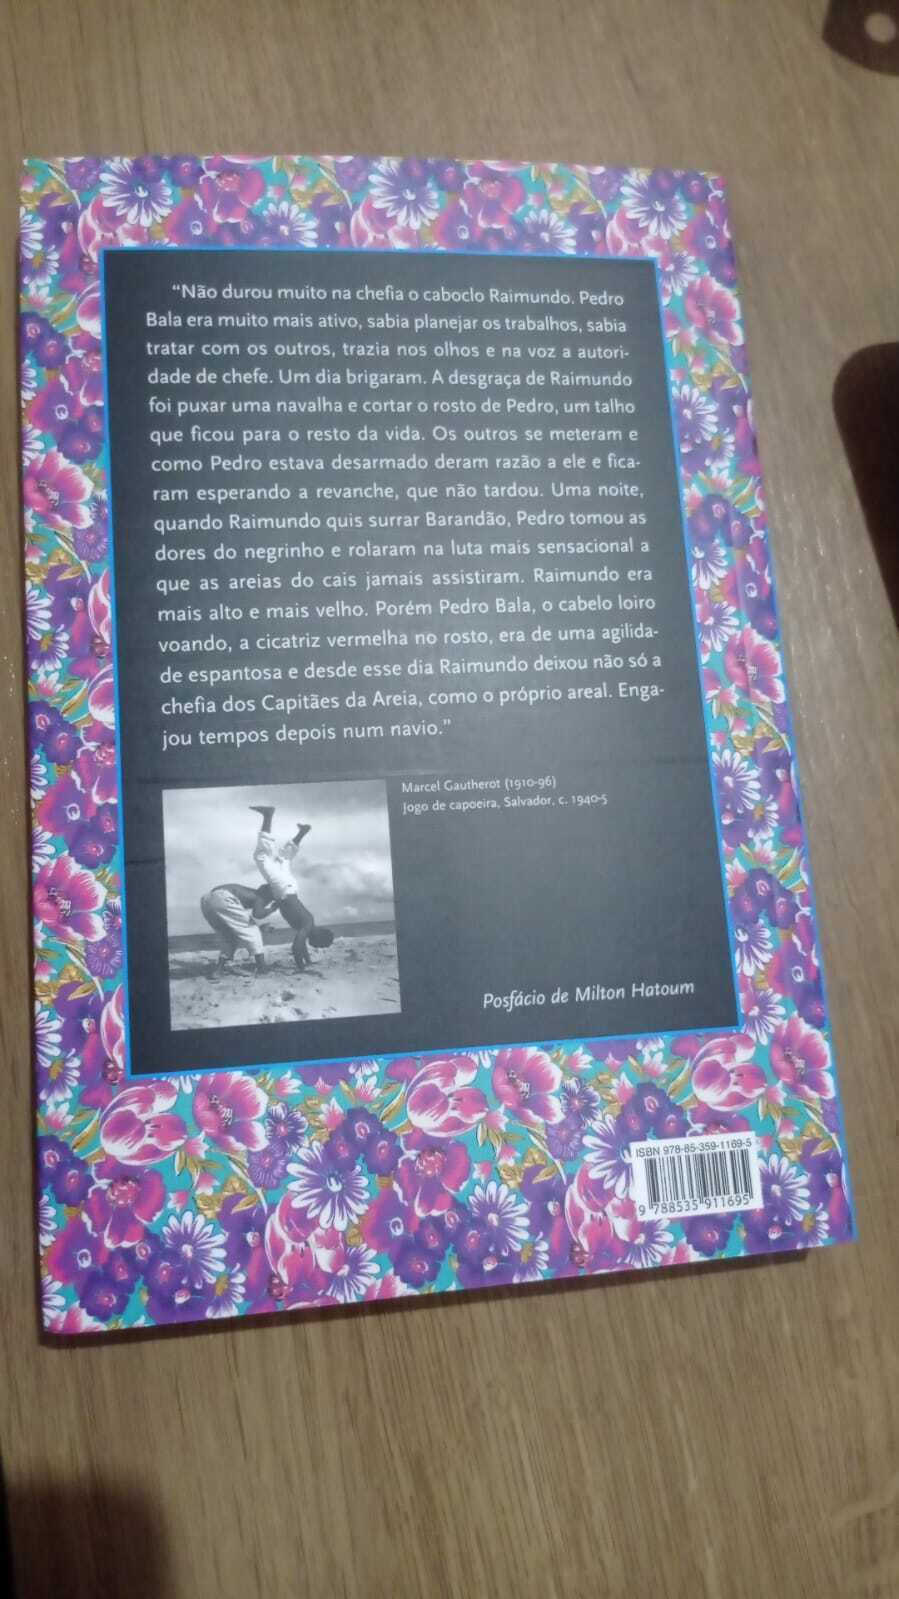 “Não durou muito na chefia o caboclo Raimundo. Pedro
Bala era muito mais ativo, sabia planejar os trabalhos, sabia
tratar com os outros, trazia nos olhos e na voz a autori-
dade de chefe. Um dia brigaram. A desgraça de Raimundo
foi puxar uma navalha e cortar o rosto de Pedro, um talho
que ficou para o resto da vida. Os outros se meteram e
como Pedro estava desarmado deram razão a ele e fica-
ram esperando a revanche, que não tardou. Uma noite,
quando Raimundo quis surrar Barandão, Pedro tomou as
dores do negrinho e rolaram na luta mais sensacional a
que as areias do cais jamais assistiram. Raimundo era
mais alto e mais velho. Porém Pedro Bala, o cabelo loiro
voando, a cicatriz vermelha no rosto, era de uma agilida-
de espantosa e desde esse dia Raimundo deixou não só a
chefia dos Capitães da Areia, como o próprio areal. Enga-
jou tempos depois num navio.”
Marcel Gautherot (1910-96)
Jogo de capoeira, Salvador, c. 1940-5
Posfácio de Milton Hatoum
ISBN 978-85-359-1169-5
9 788535 911695